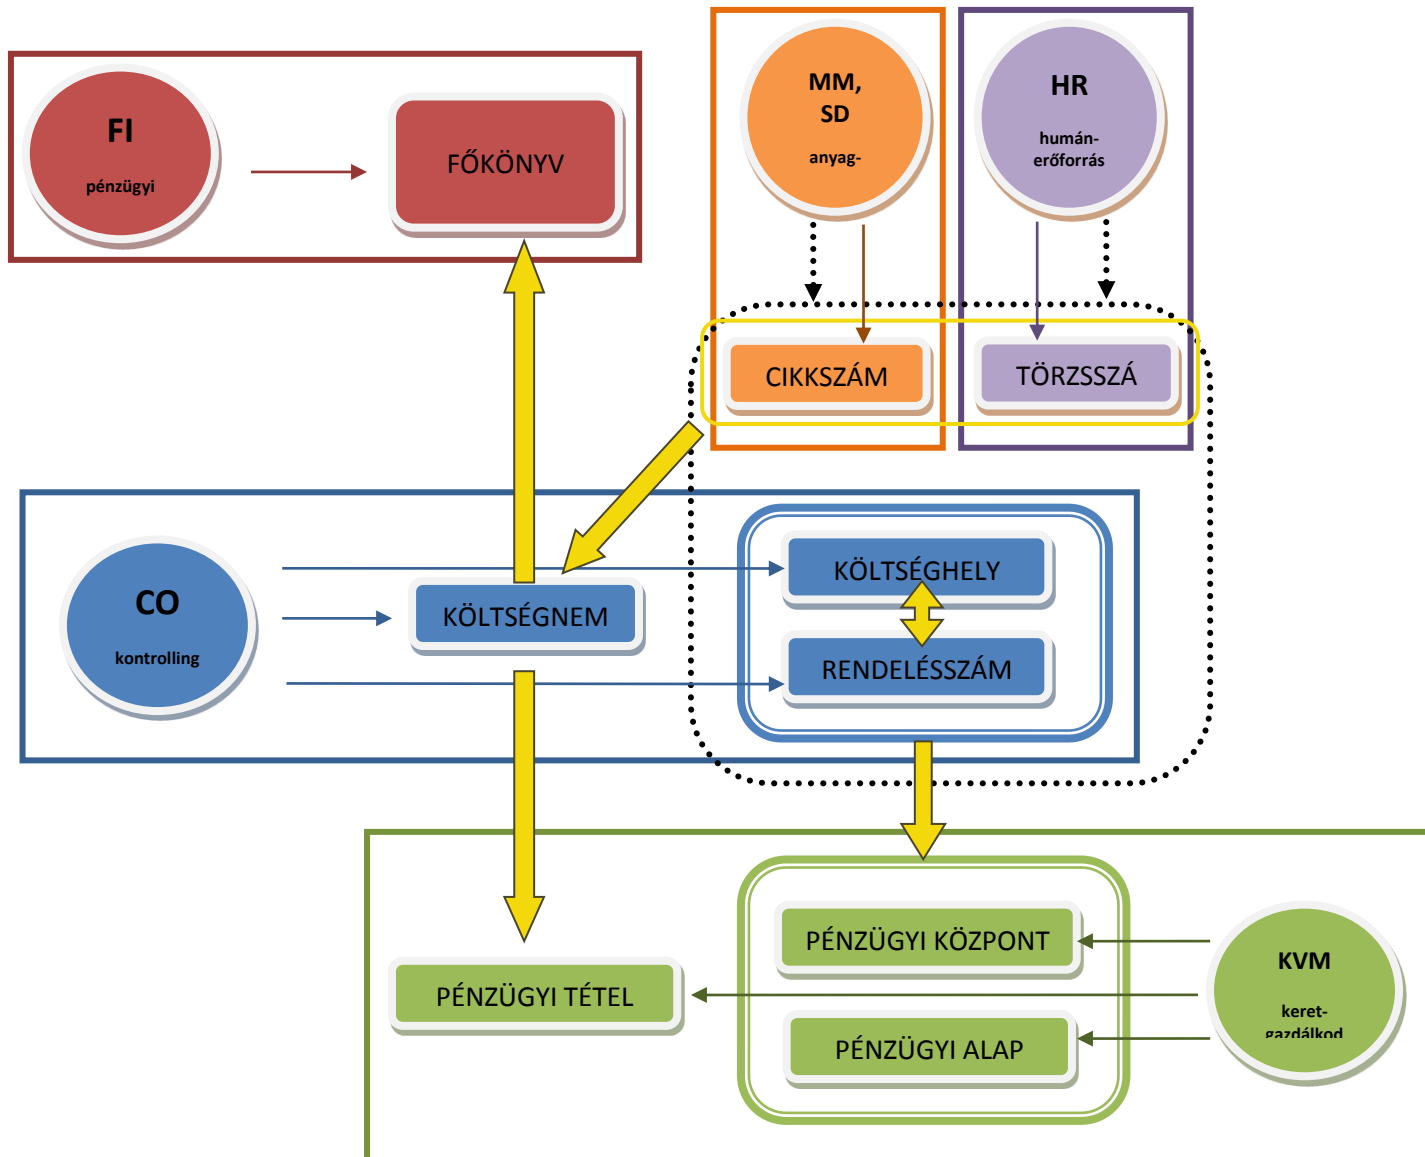 FI
pénzügyi
FŐKÖNYV
MM,
SD
anyag-
HR
humán-
erőforrás
CIKKSZÁM
TÖRZSSZÁ
CO
kontrolling
KÖLTSÉGNEM
KÖLTSÉGHELY
RENDELÉSSZÁM
PÉNZÜGYI KÖZPONT
PÉNZÜGYI TÉTEL
PÉNZÜGYI ALAP
KVM
keret-
gazdálkod